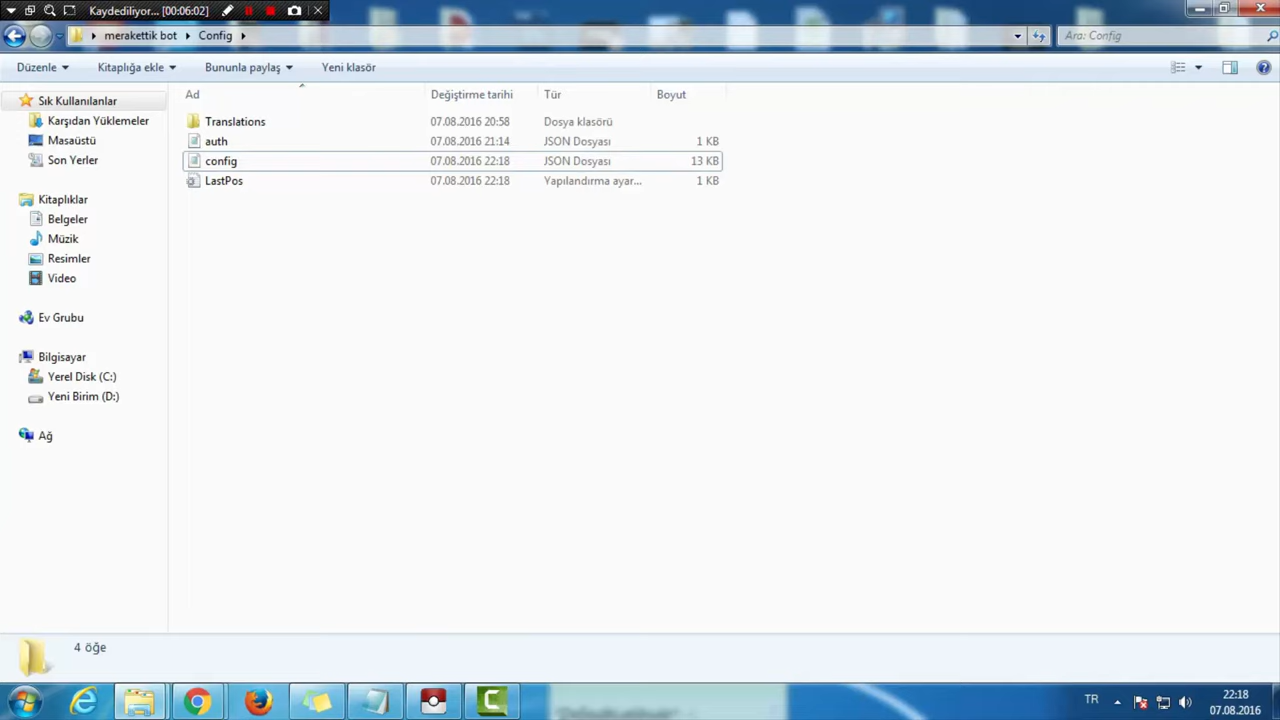 Kaydediliyor... [00:06:02]
merakettik bot Config
Ara: Config
Düzenle Kitaplığa ekle Bununla paylaş Yeni klasör
Ad Değiştirme tarihi Tür Boyut
Translations 07.08.2016 20:58 Dosya klasörü
auth 07.08.2016 21:14 JSON Dosyası 1 KB
config 07.08.2016 22:18 JSON Dosyası 13 KB
LastPos 07.08.2016 22:18 Yapılandırma ayar... 1 KB
Sık Kullanılanlar
Karşıdan Yüklemeler
Masaüstü
Son Yerler
Kitaplıklar
Belgeler
Müzik
Resimler
Video
Ev Grubu
Bilgisayar
Yerel Disk (C:)
Yeni Birim (D:)
Ağ
4 öğe
TR
22:18
07.08.2016